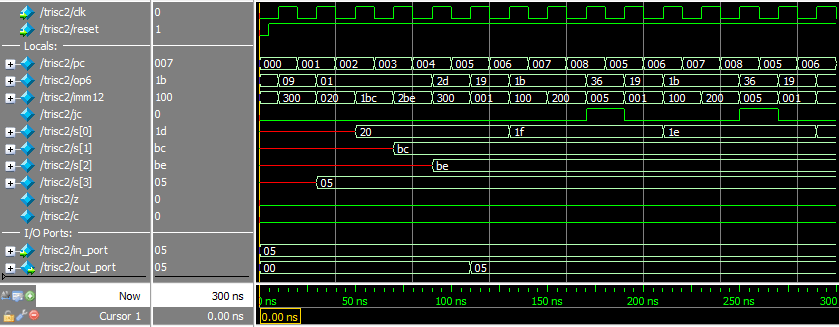 /trisc2/clk 0
/trisc2/reset 1
Locals:
/trisc2/pc 007 000 001 002 003 004 005 006 007 008 005 006 007 008 005 006
/trisc2/op6 1b 09 01 2d 19 1b 36 19 1b 36 19
/trisc2/imm12 100 300 020 1bc 2be 300 001 100 200 005 001 100 200 005 001
/trisc2/jc 0
/trisc2/s[0] 1d 20 1f 1e
/trisc2/s[1] bc bc
/trisc2/s[2] be be
/trisc2/s[3] 05 05
/trisc2/z 0
/trisc2/c 0
I/O Ports:
/trisc2/in_port 05 05
/trisc2/out_port 05 00 05
Now 300 ns 0 ns 50 ns 100 ns 150 ns 200 ns 250 ns 300
Cursor 1 0.00 ns 0.00 ns